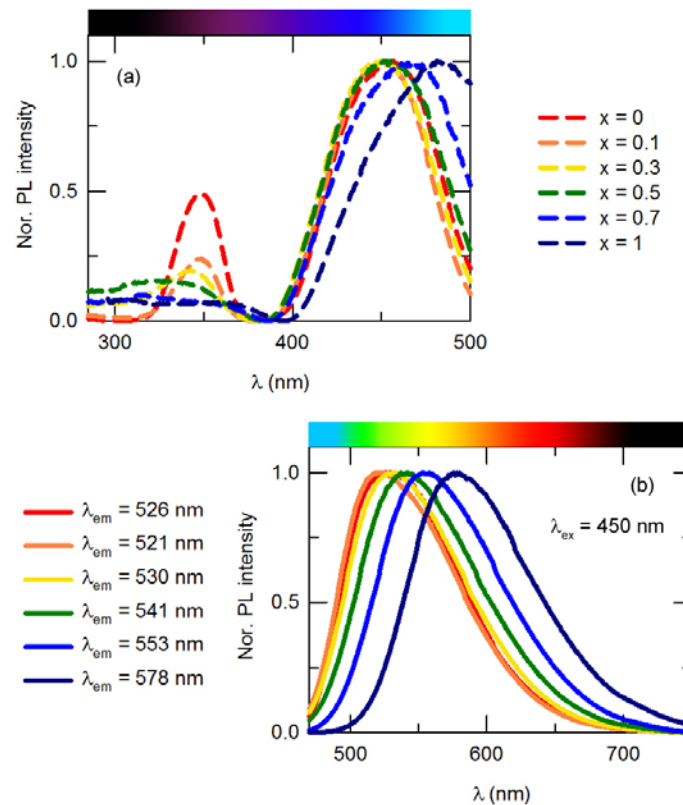 (a)
Nor. PL intensity
1.0
0.5
0.0
300
400
500
λ (nm)
x = 0
x = 0.1
x = 0.3
x = 0.5
x = 0.7
x = 1
λem = 526 nm
λem = 521 nm
λem = 530 nm
λem = 541 nm
λem = 553 nm
λem = 578 nm
(b)
λex = 450 nm
Nor. PL intensity
1.0
0.5
0.0
500
600
700
λ (nm)